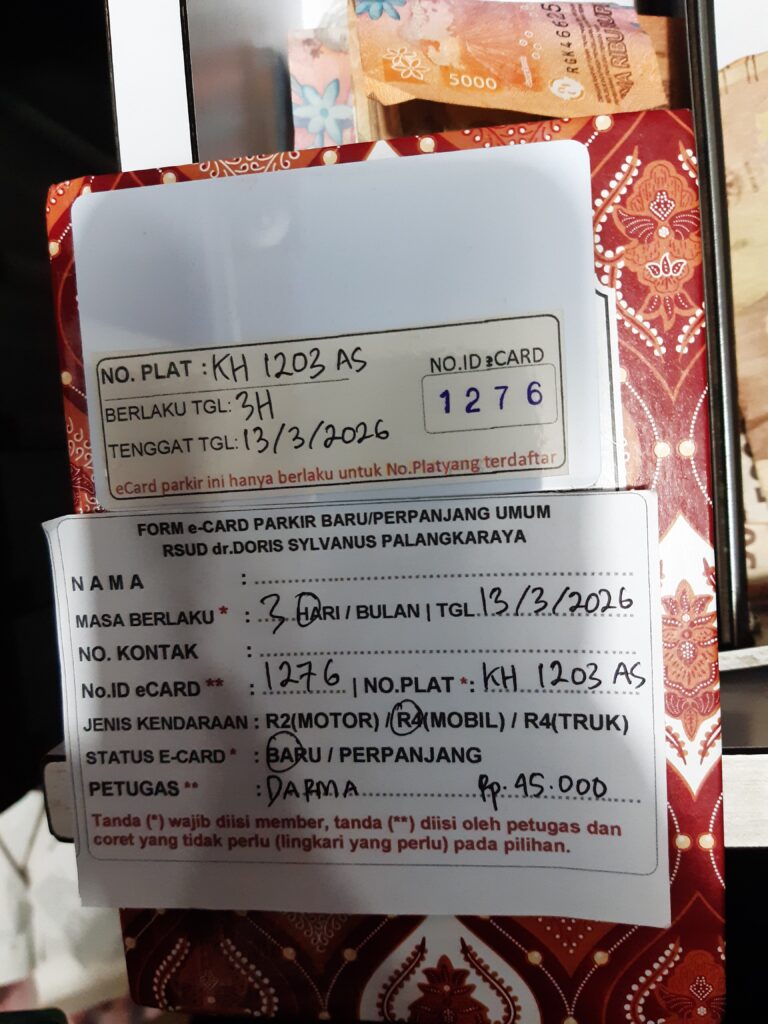 5000
RGK46625
NO. PLAT : KH 1203 AS
NO.ID eCARD
BERLAKU TGL: 3H
1276
TENGGAT TGL: 13/3/2026
eCard parkir ini hanya berlaku untuk No.Platyang terdaftar
FORM e-CARD PARKIR BARU/PERPANJANG UMUM
RSUD dr.DORIS SYLVANUS PALANGKARAYA
NAMA :
MASA BERLAKU * : 3 HARI / BULAN | TGL 13/3/2026
NO. KONTAK :
No.ID eCARD ** : 1276 | NO.PLAT *: KH 1203 AS
JENIS KENDARAAN : R2(MOTOR) / R4(MOBIL) / R4(TRUK)
STATUS E-CARD * : BARU / PERPANJANG
PETUGAS ** : DARMA Rp. 45.000
Tanda (*) wajib diisi member, tanda (**) diisi oleh petugas dan
coret yang tidak perlu (lingkari yang perlu) pada pilihan.